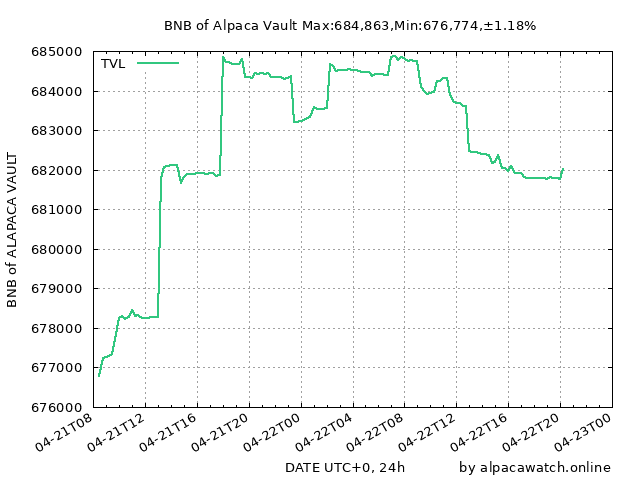 BNB of Alpaca Vault Max:684,863,Min:676,774,±1.18%
TVL
685000
684000
683000
682000
681000
680000
679000
678000
677000
676000
BNB of ALAPACA VAULT
04-21T08
04-21T12
04-21T16
04-21T20
04-22T00
04-22T04
04-22T08
04-22T12
04-22T16
04-22T20
04-23T00
DATE UTC+0, 24h
by alpacawatch.online